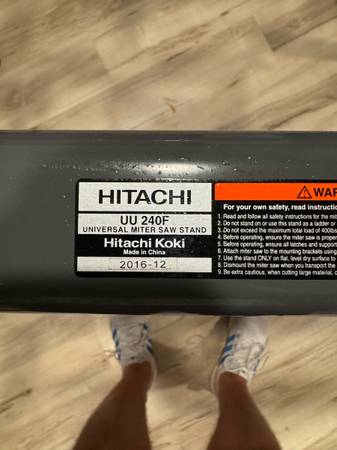 HITACHI
UU 240F
UNIVERSAL MITER SAW STAND
Hitachi Koki
Made in China
2016-12
⚠ WAR
For your own safety, read instructio
1. Read and follow all safety instructions for the mit
2. Do not stand on or use this stand as a ladder or
3. Do not exceed the maximum total load of 400lbs
4. Before operating, ensure the miter saw is prope
5. Before operating, ensure all latches and support
6. Attach miter saw to the mounting brackets using
7. Use the stand ONLY on flat, level dry surface to
8. Dismount the miter saw when you transport the
9. Be extra cautious, when cutting large material, c